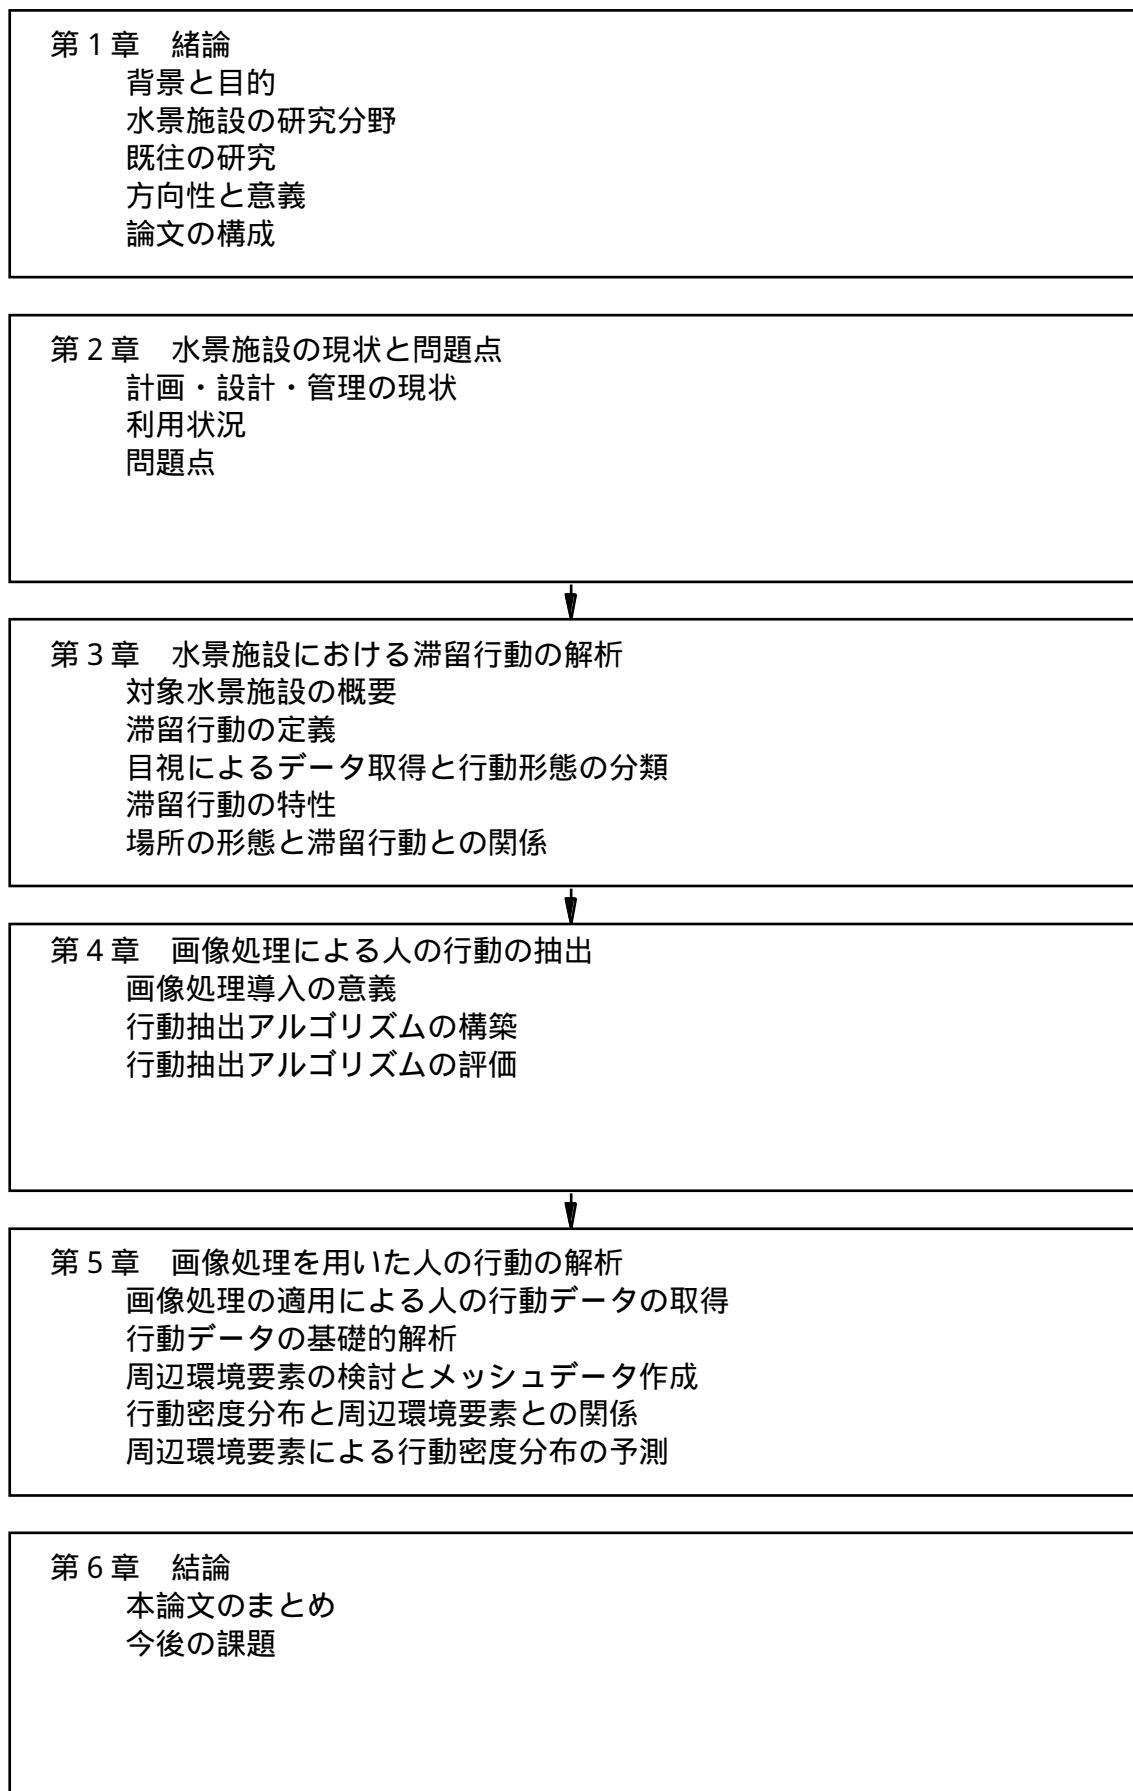 第1章　緒論
背景と目的
水景施設の研究分野
既往の研究
方向性と意義
論文の構成
第2章　水景施設の現状と問題点
計画・設計・管理の現状
利用状況
問題点
第3章　水景施設における滞留行動の解析
対象水景施設の概要
滞留行動の定義
目視によるデータ取得と行動形態の分類
滞留行動の特性
場所の形態と滞留行動との関係
第4章　画像処理による人の行動の抽出
画像処理導入の意義
行動抽出アルゴリズムの構築
行動抽出アルゴリズムの評価
第5章　画像処理を用いた人の行動の解析
画像処理の適用による人の行動データの取得
行動データの基礎的解析
周辺環境要素の検討とメッシュデータ作成
行動密度分布と周辺環境要素との関係
周辺環境要素による行動密度分布の予測
第6章　結論
本論文のまとめ
今後の課題